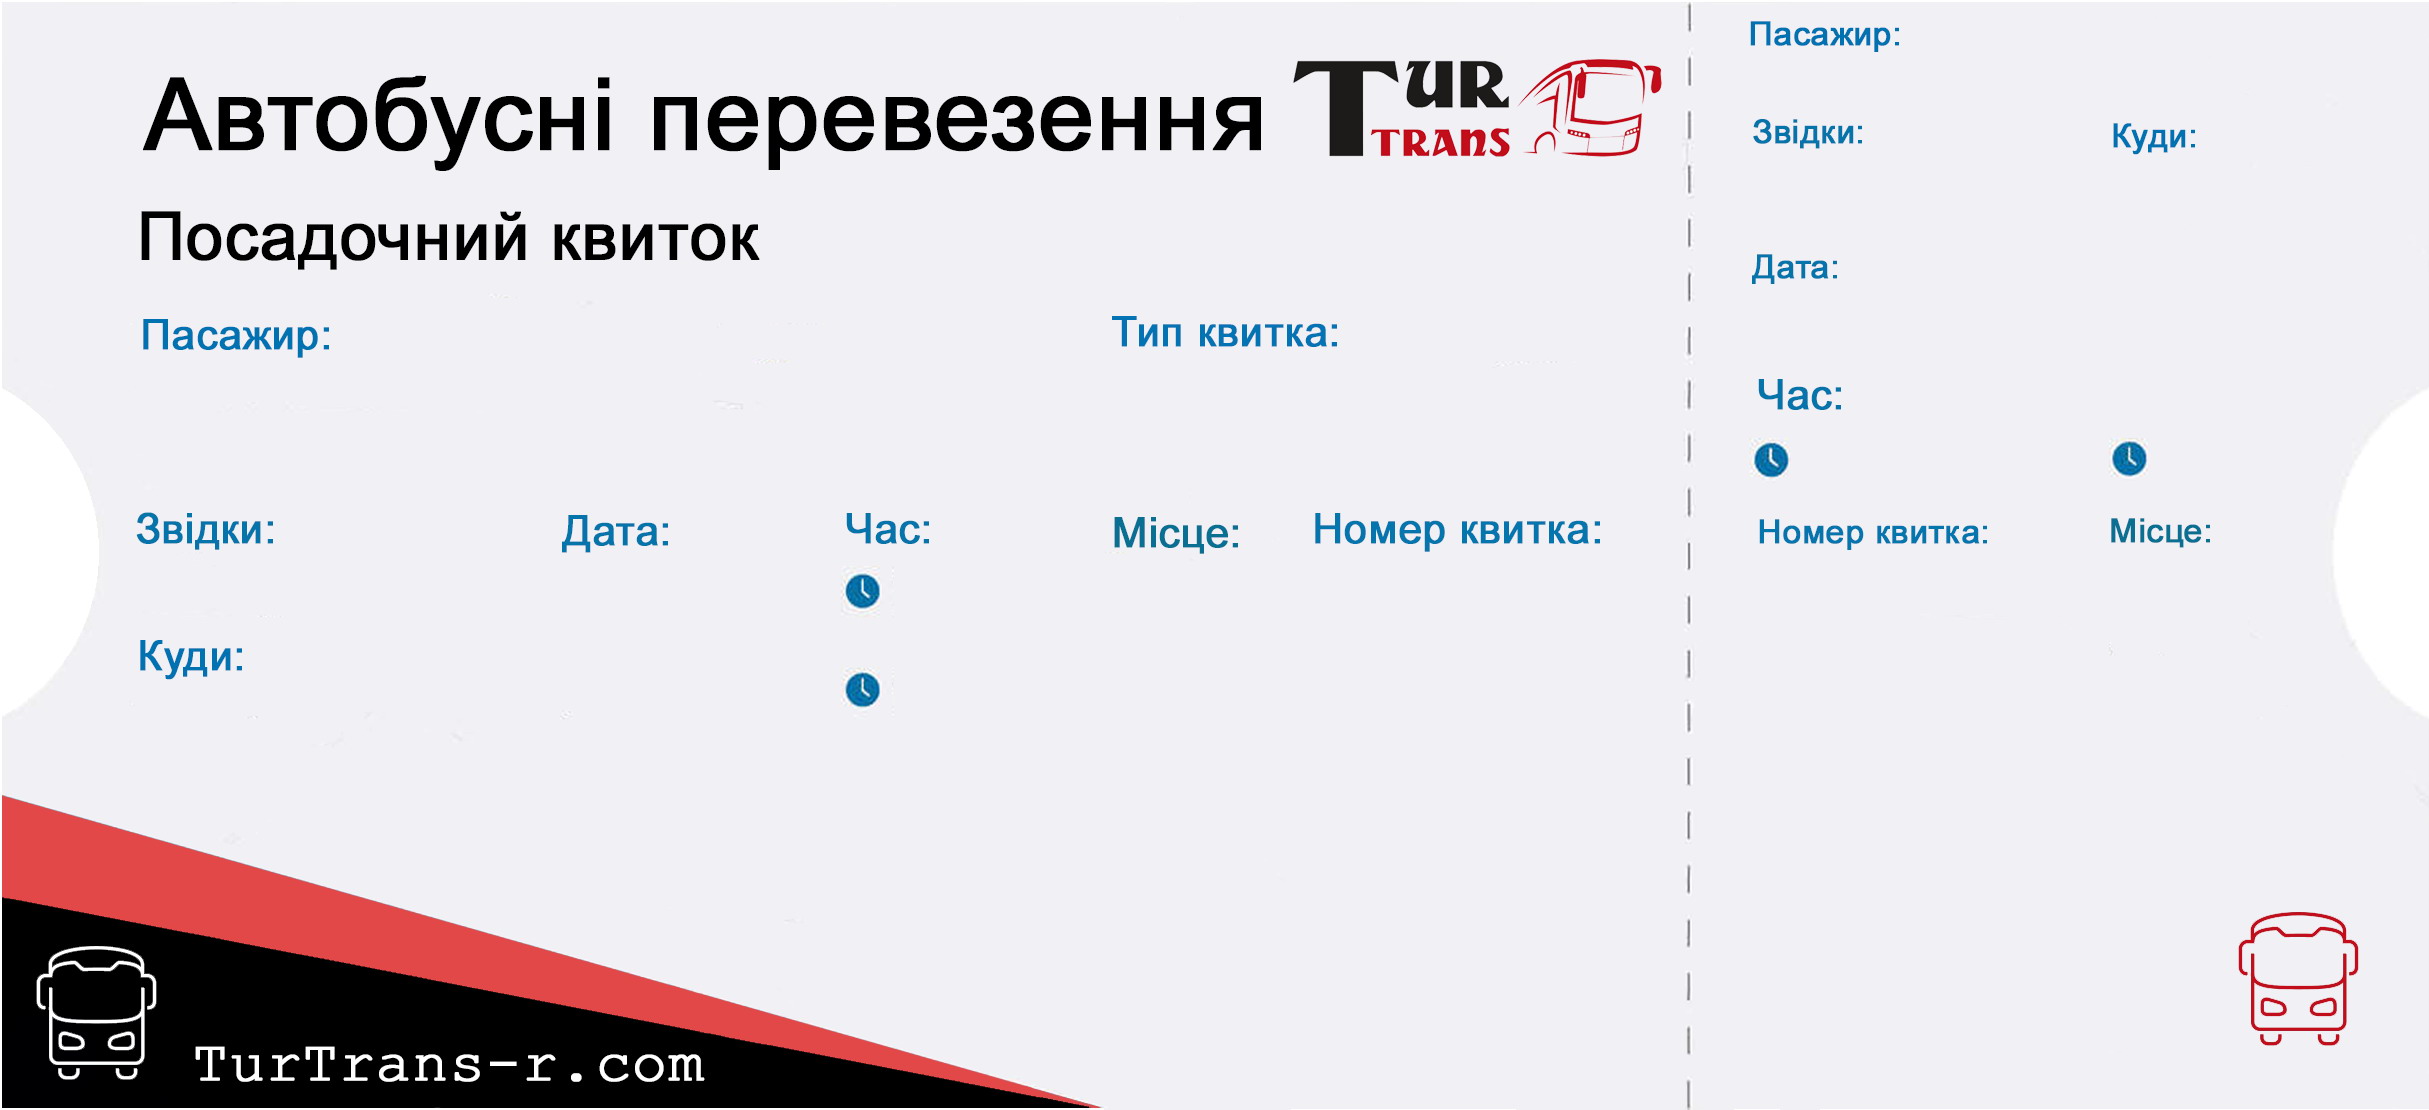 Автобусні перевезення
TUR
TRANS
Посадочний квиток
Пасажир:
Тип квитка:
Звідки:
Дата:
Час:
Місце:
Номер квитка:
Куди:
TurTrans-r.com
Пасажир:
Звідки:
Куди:
Дата:
Час:
Номер квитка:
Місце: